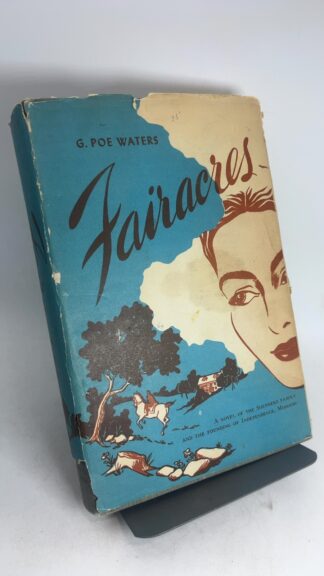 G. POE WATERS
Fairacres
A NOVEL OF THE SHEPHERD FAMILY
AND THE FOUNDING OF INDEPENDENCE, MISSOURI